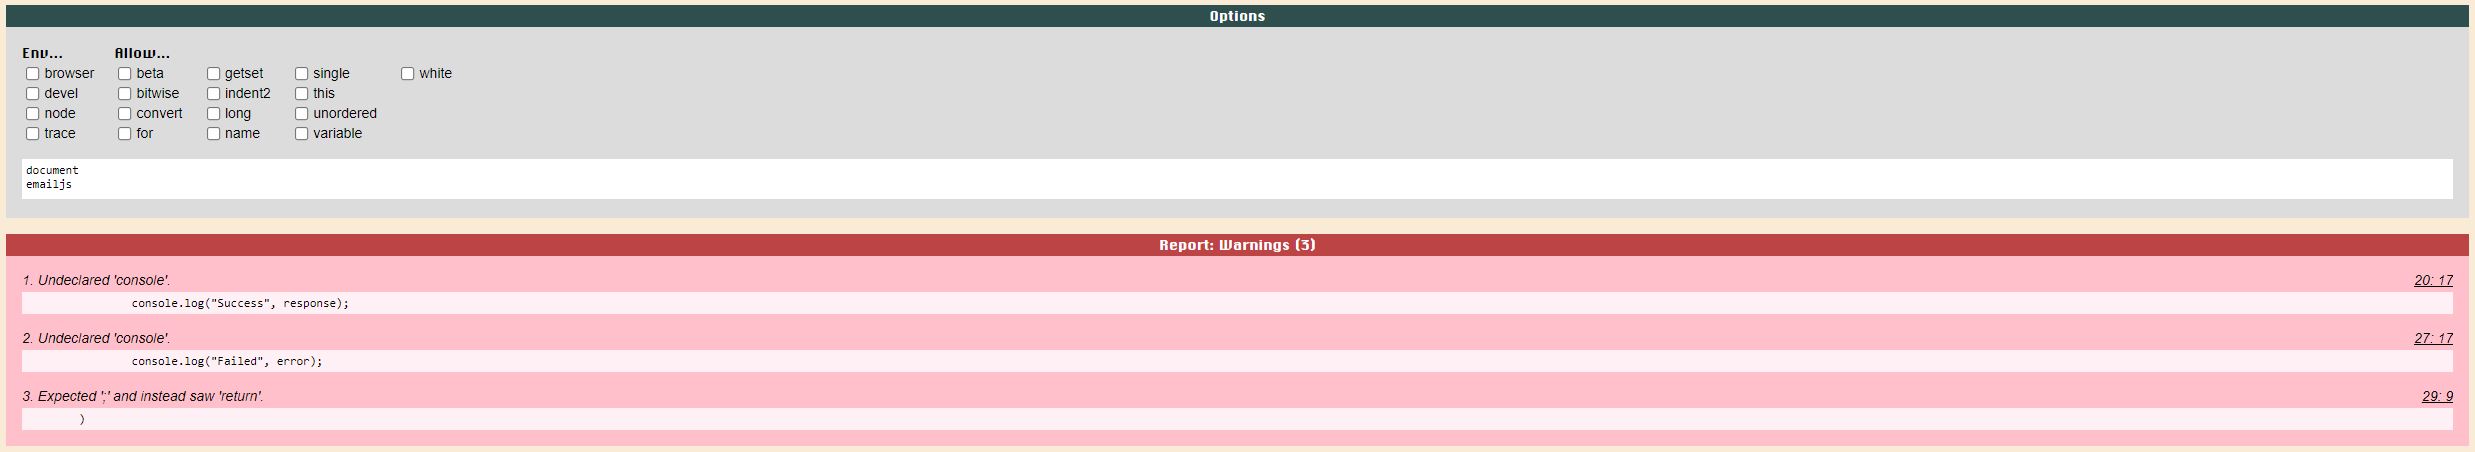 Options
Env... Allow...
browser beta getset single white
devel bitwise indent2 this
node convert long unordered
trace for name variable
document
emailjs
Report: Warnings (3)
1. Undeclared 'console'. 20: 17
console.log("Success", response);
2. Undeclared 'console'. 27: 17
console.log("Failed", error);
3. Expected ';' and instead saw 'return'. 29: 9
)